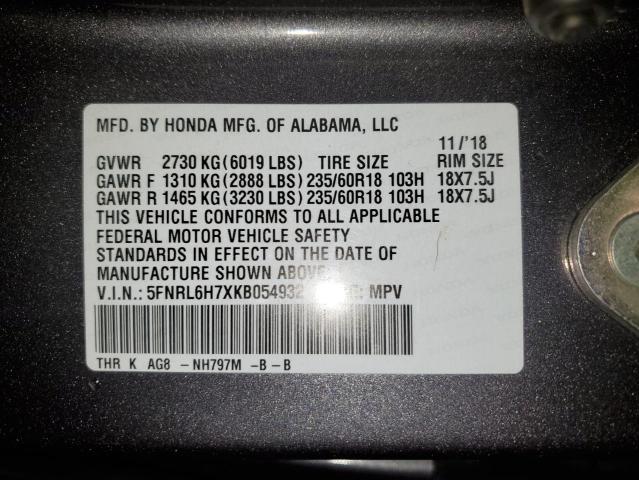 MFD. BY HONDA MFG. OF ALABAMA, LLC
11/'18
GVWR 2730 KG(6019 LBS) TIRE SIZE RIM SIZE
GAWR F 1310 KG(2888 LBS) 235/60R18 103H 18X7.5J
GAWR R 1465 KG(3230 LBS) 235/60R18 103H 18X7.5J
THIS VEHICLE CONFORMS TO ALL APPLICABLE
FEDERAL MOTOR VEHICLE SAFETY
STANDARDS IN EFFECT ON THE DATE OF
MANUFACTURE SHOWN ABOVE.
V.I.N.: 5FNRL6H7XKB054932 MPV
THR K AG8 - NH797M -B - B